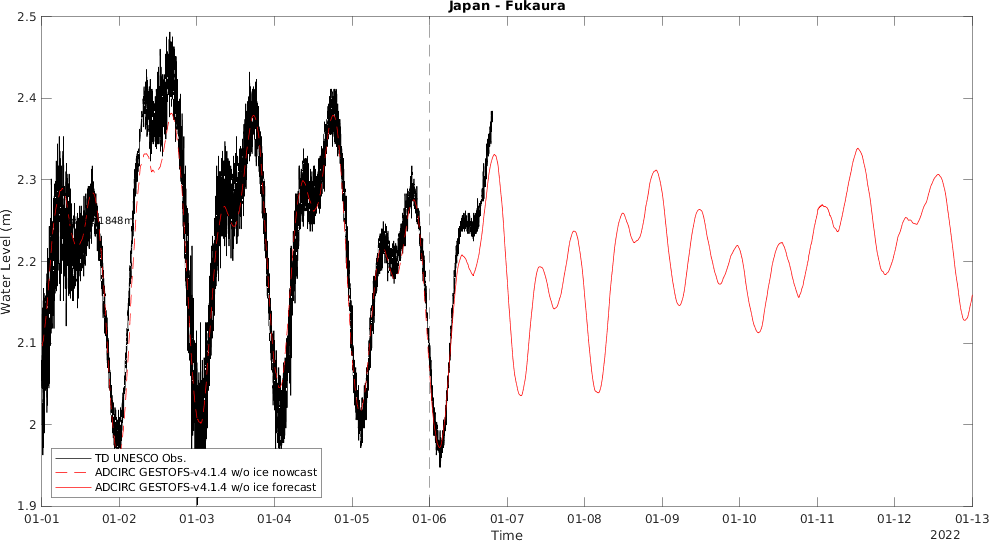 Japan - Fukaura
2.5
2.4
2.3
2.2
2.1
2
1.9
Water Level (m)
1848m
TD UNESCO Obs.
ADCIRC GESTOFS-v4.1.4 w/o ice nowcast
ADCIRC GESTOFS-v4.1.4 w/o ice forecast
01-01 01-02 01-03 01-04 01-05 01-06 01-07 01-08 01-09 01-10 01-11 01-12 01-13
Time
2022